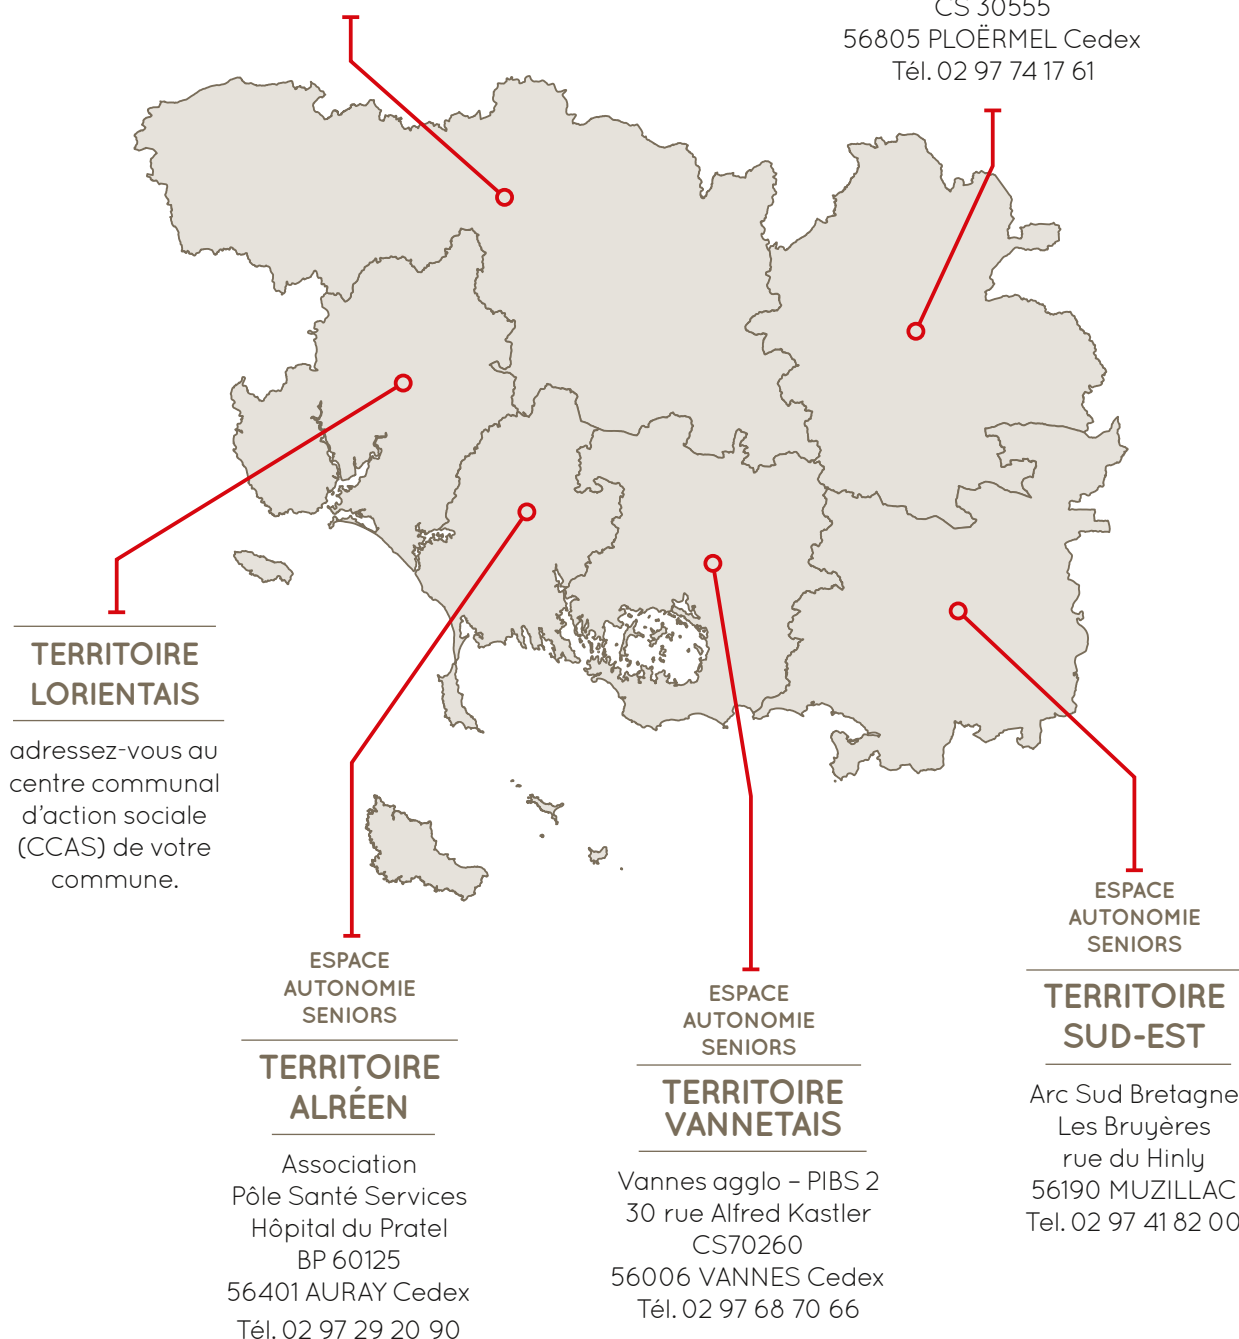 CS 30555
56805 PLOËRMEL Cedex
Tél. 02 97 74 17 61
TERRITOIRE
LORIENTAIS
adressez-vous au
centre communal
d'action sociale
(CCAS) de votre
commune.
ESPACE
AUTONOMIE
SENIORS
TERRITOIRE
ALRÉEN
Association
Pôle Santé Services
Hôpital du Pratel
BP 60125
56401 AURAY Cedex
Tél. 02 97 29 20 90
ESPACE
AUTONOMIE
SENIORS
TERRITOIRE
VANNETAIS
Vannes agglo – PIBS 2
30 rue Alfred Kastler
CS70260
56006 VANNES Cedex
Tél. 02 97 68 70 66
ESPACE
AUTONOMIE
SENIORS
TERRITOIRE
SUD-EST
Arc Sud Bretagne
Les Bruyères
rue du Hinly
56190 MUZILLAC
Tel. 02 97 41 82 00